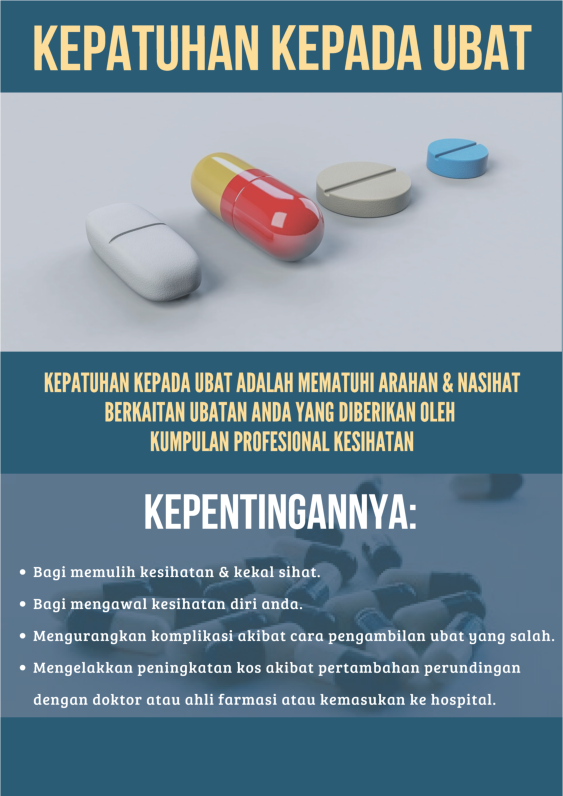 KEPATUHAN KEPADA UBAT
KEPATUHAN KEPADA UBAT ADALAH MEMATUHI ARAHAN & NASIHAT
BERKAITAN UBATAN ANDA YANG DIBERIKAN OLEH
KUMPULAN PROFESIONAL KESIHATAN
KEPENTINGANNYA:
• Bagi memulih kesihatan & kekal sihat.
• Bagi mengawal kesihatan diri anda.
• Mengurangkan komplikasi akibat cara pengambilan ubat yang salah.
• Mengelakkan peningkatan kos akibat pertambahan perundingan
dengan doktor atau ahli farmasi atau kemasukan ke hospital.